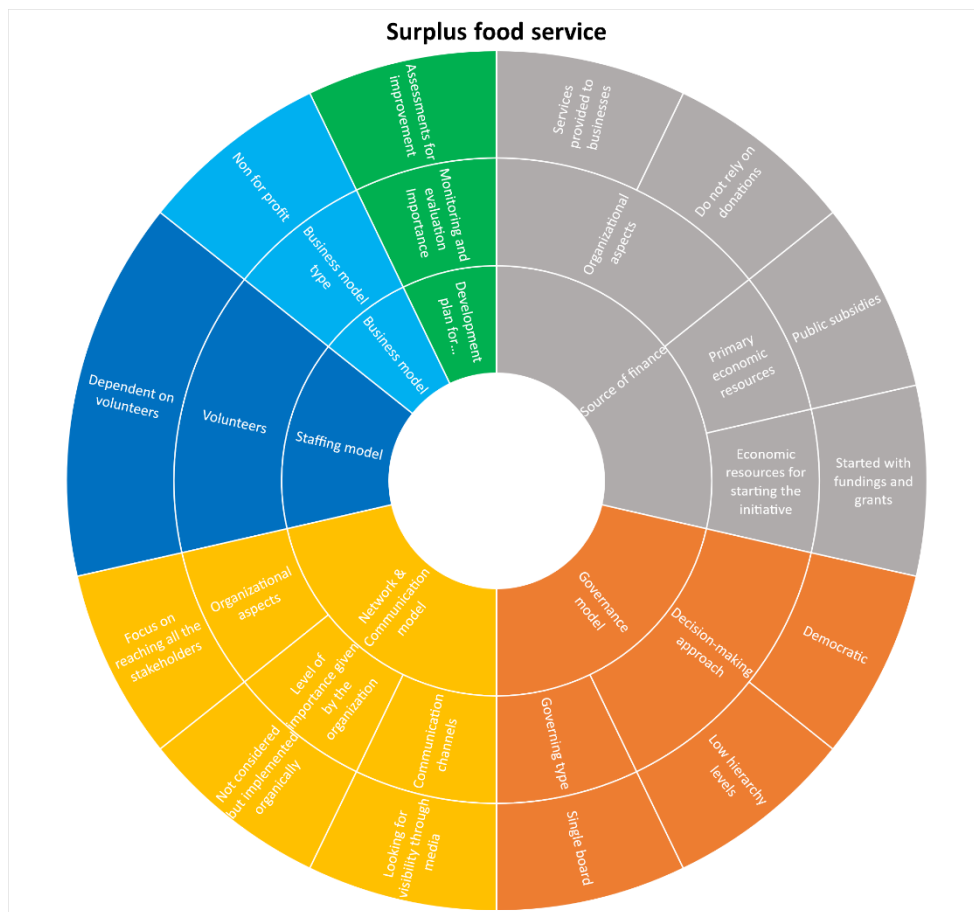 Surplus food service
Services
provided to
businesses
Do not rely on
donations
Public subsidies
Started with
fundings and
grants
Organizational
aspects
Primary
economic
resources
Economic
resources for
starting the
initiative
Source of finance
Democratic
Low hierarchy
levels
Single board
Decision-making
approach
Governing type
Governance
model
Looking for
visibility through
media
Not considered
but implemented
organically
Focus on
reaching all the
stakeholders
Communication
channels
Level of
importance given
by the
organization
Organizational
aspects
Network &
Communication
model
Dependent on
volunteers
Volunteers
Staffing model
Non for profit
Business model
type
Business model
Assessments for
improvement
Monitoring and
evaluation
Importance
Development
plan for...